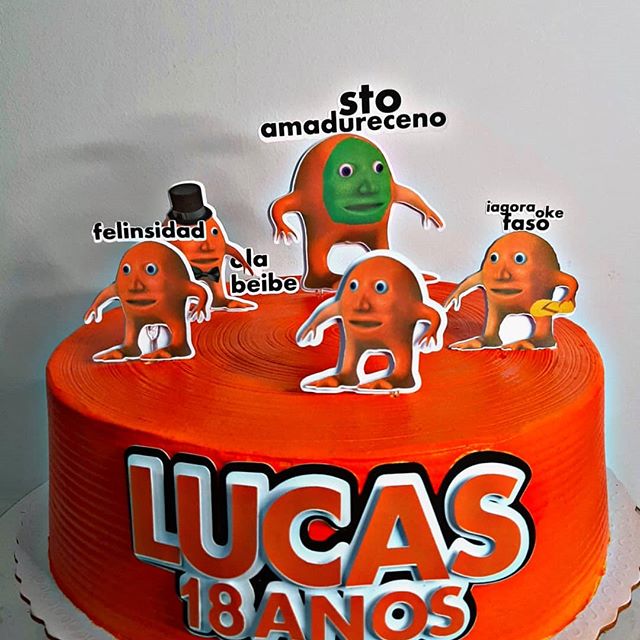 sto
amadureceno
felinsidad
ola
beibe
iagora oke
faso
LUCAS
18 ANOS